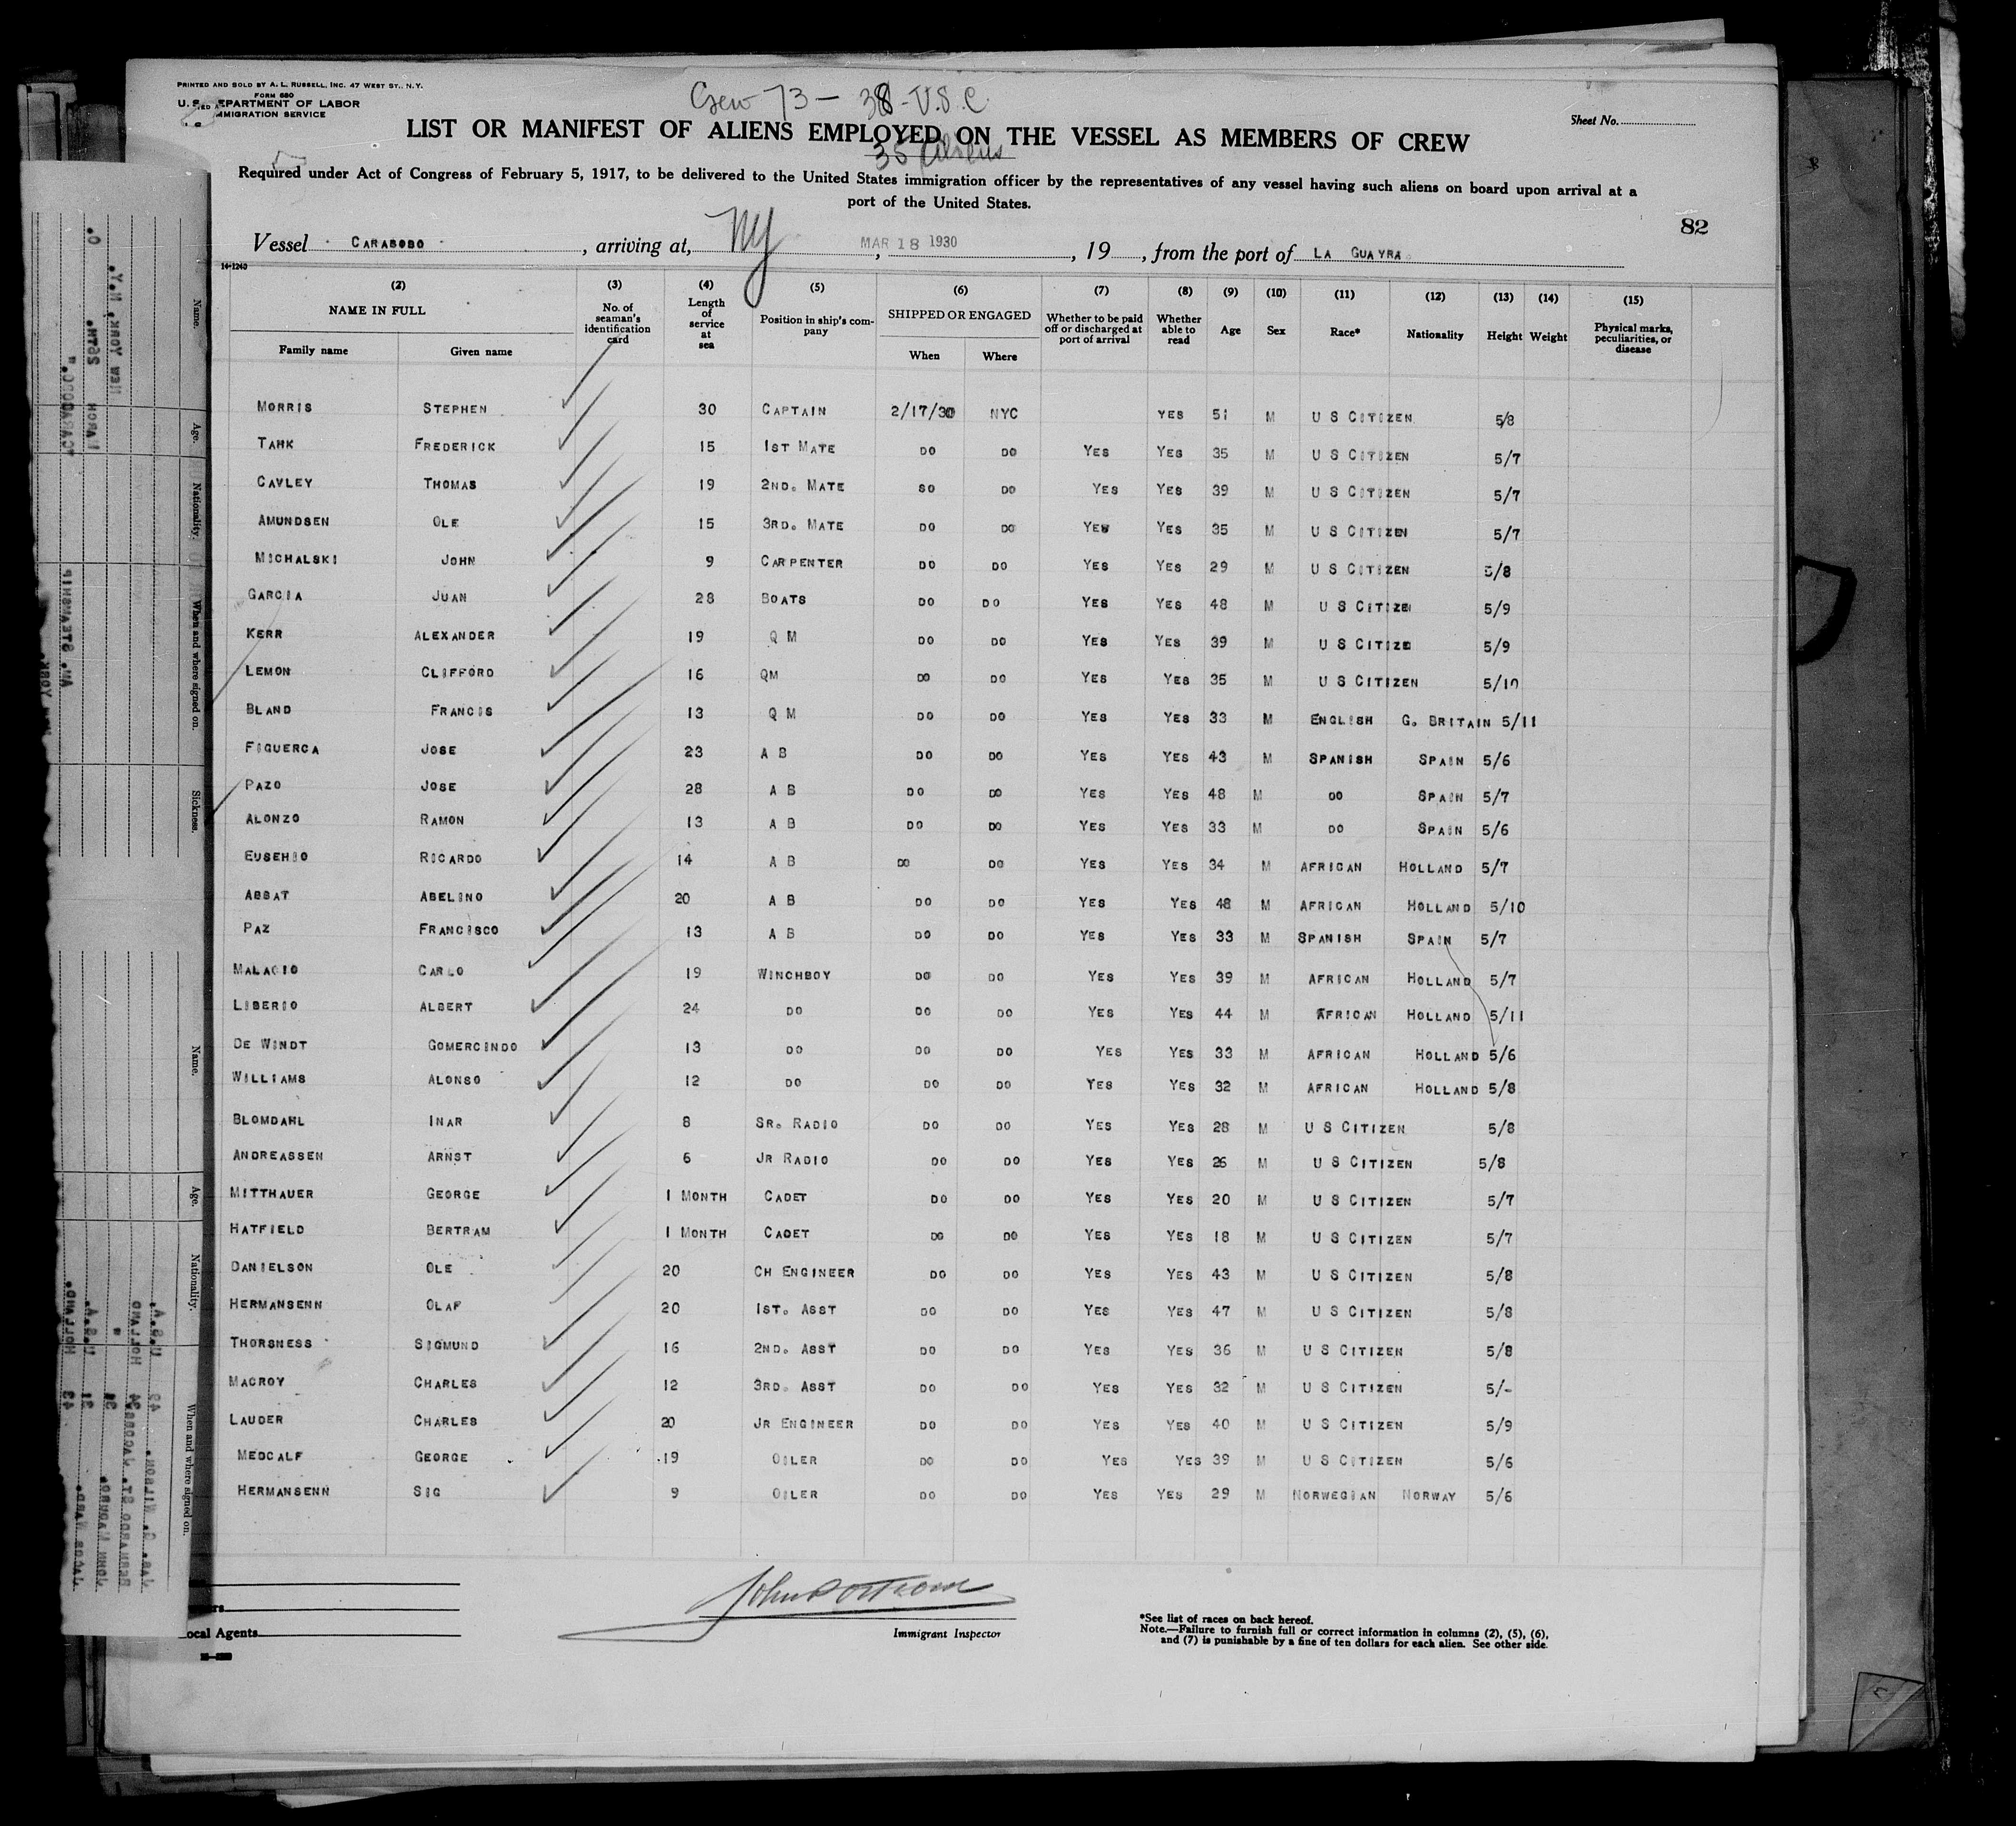 PRINTED AND SOLD BY A. L. RUSSELL, INC. 47 WEST ST., N.Y.
FORM 680
U. S. DEPARTMENT OF LABOR
IMMIGRATION SERVICE
Crew 73 - 38 - U.S.C.
35 Aliens
Sheet No.
LIST OR MANIFEST OF ALIENS EMPLOYED ON THE VESSEL AS MEMBERS OF CREW
Required under Act of Congress of February 5, 1917, to be delivered to the United States immigration officer by the representatives of any vessel having such aliens on board upon arrival at a
port of the United States.
82
Vessel CARABOBO , arriving at, NY , MAR 18 1930 , 19 , from the port of LA GUAYRA.
14-1240
(2) (3) (4) (5) (6) (7) (8) (9) (10) (11) (12) (13) (14) (15)
NAME IN FULL No. of seaman's identification card Length of service at sea Position in ship's company SHIPPED OR ENGAGED Whether to be paid off or discharged at port of arrival Whether able to read Age Sex Race* Nationality Height Weight Physical marks, peculiarities, or disease
Family name Given name When Where
MORRIS STEPHEN 30 CAPTAIN 2/17/30 NYC YES 51 M U S CITIZEN 5/8
TAHK FREDERICK 15 1ST MATE DO DO YES YES 35 M U S CITIZEN 5/7
CAVLEY THOMAS 19 2ND. MATE SO DO YES YES 39 M U S CITIZEN 5/7
AMUNDSEN OLE 15 3RD. MATE DO DO YES YES 35 M U S CITIZEN 5/7
MICHALSKI JOHN 9 CARPENTER DO DO YES YES 29 M U S CITIZEN 5/8
GARCIA JUAN 28 BOATS DO DO YES YES 48 M U S CITIZE 5/9
KERR ALEXANDER 19 Q M DO DO YES YES 39 M U S CITIZE 5/9
LEMON CLIFFORD 16 QM DO DO YES YES 35 M U S CITIZEN 5/10
BLAND FRANCIS 13 Q M DO DO YES YES 33 M ENGLISH G. BRITAIN 5/11
FIGUERCA JOSE 23 A B DO DO YES YES 43 M SPANISH SPAIN 5/6
PAZO JOSE 28 A B DO DO YES YES 48 M DO SPAIN 5/7
ALONZO RAMON 13 A B DO DO YES YES 33 M DO SPAIN 5/6
EUSEHIO RICARDO 14 A B DO DO YES YES 34 M AFRICAN HOLLAND 5/7
ABBAT ABELINO 20 A B DO DO YES YES 48 M AFRICAN HOLLAND 5/10
PAZ FRANCISCO 13 A B DO DO YES YES 33 M SPANISH SPAIN 5/7
MALACIO CARLO 19 WINCHBOY DO DO YES YES 39 M AFRICAN HOLLAND 5/7
LIBERIO ALBERT 24 DO DO DO YES YES 44 M AFRICAN HOLLAND 5/11
DE WINDT GOMERCINDO 13 DO DO DO YES YES 33 M AFRICAN HOLLAND 5/6
WILLIAMS ALONSO 12 DO DO DO YES YES 32 M AFRICAN HOLLAND 5/8
BLOMDAHL INAR 8 SR. RADIO DO DO YES YES 28 M U S CITIZEN 5/8
ANDREASSEN ARNST 6 JR RADIO DO DO YES YES 26 M U S CITIZEN 5/8
MITTHAUER GEORGE 1 MONTH CADET DO DO YES YES 20 M U S CITIZEN 5/7
HATFIELD BERTRAM 1 MONTH CADET DO DO YES YES 18 M U S CITIZEN 5/7
DANIELSON OLE 20 CH ENGINEER DO DO YES YES 43 M U S CITIZEN 5/8
HERMANSENN OLAF 20 1ST. ASST DO DO YES YES 47 M U S CITIZEN 5/8
THORSNESS SIGMUND 16 2ND. ASST DO DO YES YES 36 M U S CITIZEN 5/8
MACROY CHARLES 12 3RD. ASST DO DO YES YES 32 M U S CITIZEN 5/-
LAUDER CHARLES 20 JR ENGINEER DO DO YES YES 40 M U S CITIZEN 5/9
MEDCALF GEORGE 19 OILER DO DO YES YES 39 M U S CITIZEN 5/6
HERMANSENN SIG 9 OILER DO DO YES YES 29 M NORWEGIAN NORWAY 5/6
Local Agents
Immigrant Inspector
*See list of races on back hereof.
Note.—Failure to furnish full or correct information in columns (2), (5), (6),
and (7) is punishable by a fine of ten dollars for each alien. See other side.
Name.
Age.
Nationality.
When and where signed on.
Sickness.
Name.
Age.
Nationality.
When and where signed on.